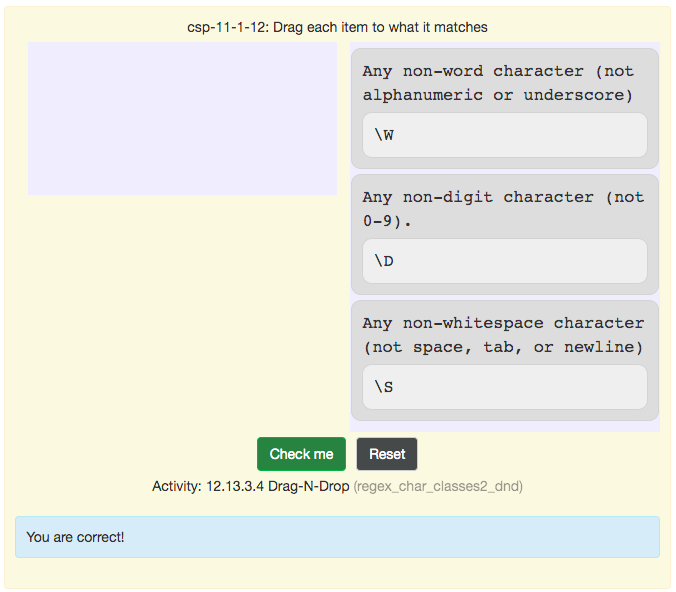 csp-11-1-12: Drag each item to what it matches
Any non-word character (not
alphanumeric or underscore)
\W
Any non-digit character (not
0-9).
\D
Any non-whitespace character
(not space, tab, or newline)
\S
Check me
Reset
Activity: 12.13.3.4 Drag-N-Drop (regex_char_classes2_dnd)
You are correct!